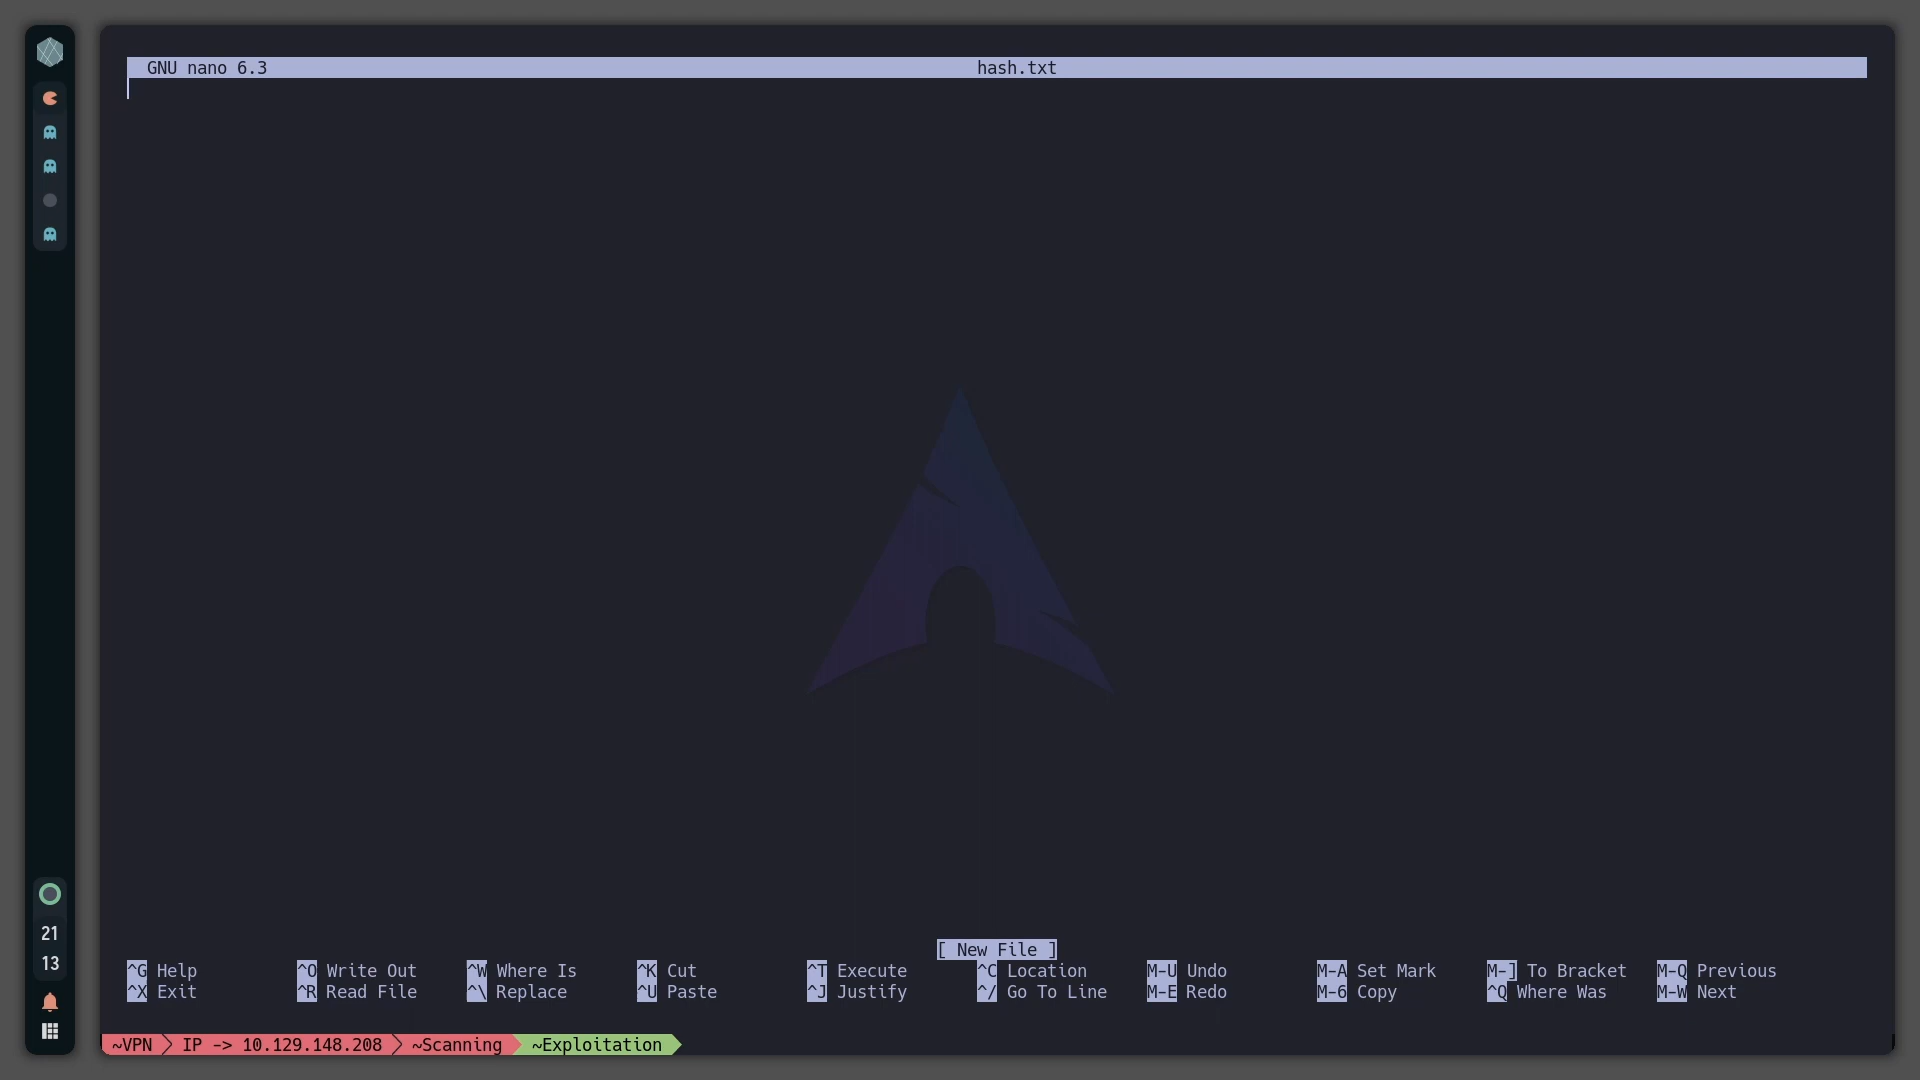 GNU nano 6.3 hash.txt
[ New File ]
^G Help ^O Write Out ^W Where Is ^K Cut ^T Execute ^C Location M-U Undo M-A Set Mark M-] To Bracket M-Q Previous
^X Exit ^R Read File ^\ Replace ^U Paste ^J Justify ^/ Go To Line M-E Redo M-6 Copy ^Q Where Was M-W Next
21
13
~VPN IP -> 10.129.148.208 ~Scanning ~Exploitation